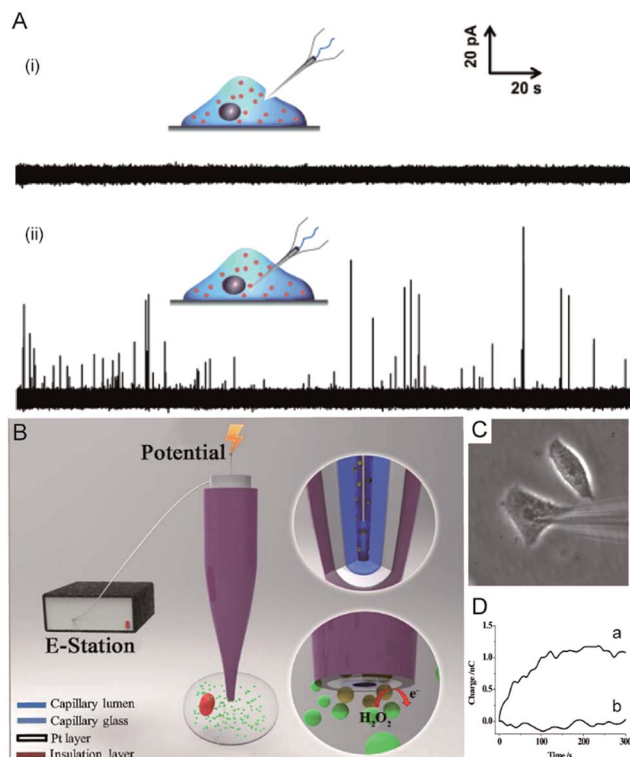 A
(i)
20 pA
20 s
(ii)
B
Potential
E-Station
Capillary lumen
Capillary glass
Pt layer
Insulation layer
e-
H2O2
C
D
Charge /nC
1.5
1.0
0.5
0.0
a
b
0
100
200
300
Time /s